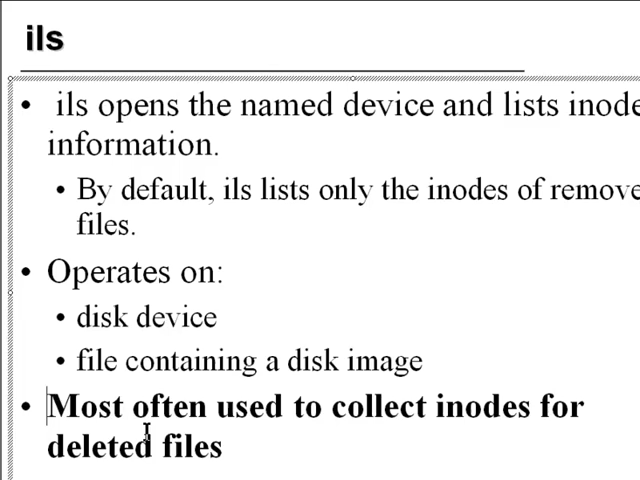 ils
• ils opens the named device and lists inode
information.
• By default, ils lists only the inodes of remove
files.
• Operates on:
• disk device
• file containing a disk image
• Most often used to collect inodes for
deleted files